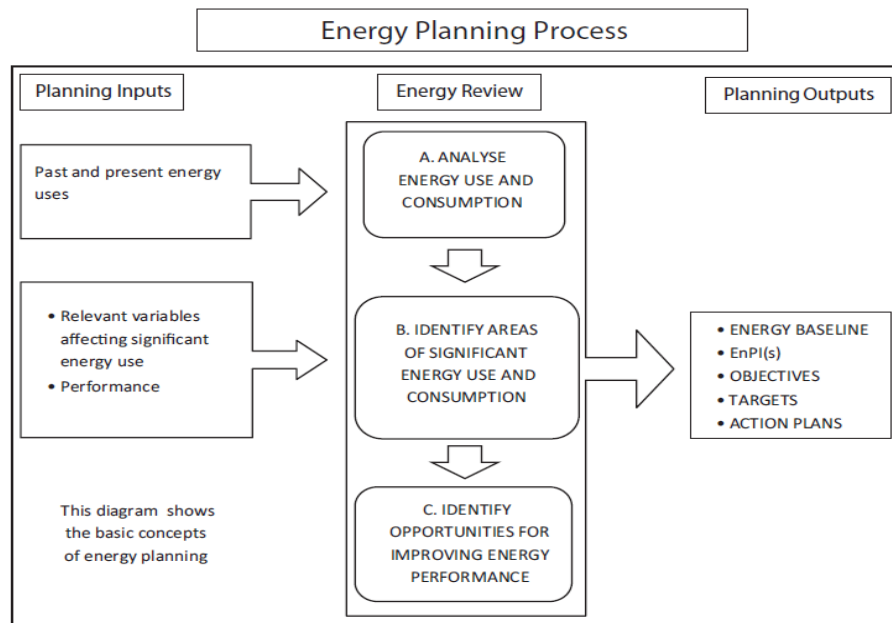 Energy Planning Process
Planning Inputs
Energy Review
Planning Outputs
Past and present energy
uses
A. ANALYSE
ENERGY USE AND
CONSUMPTION
• Relevant variables
affecting significant
energy use
• Performance
B. IDENTIFY AREAS
OF SIGNIFICANT
ENERGY USE AND
CONSUMPTION
• ENERGY BASELINE
• EnPI(s)
• OBJECTIVES
• TARGETS
• ACTION PLANS
This diagram shows
the basic concepts
of energy planning
C. IDENTIFY
OPPORTUNITIES FOR
IMPROVING ENERGY
PERFORMANCE